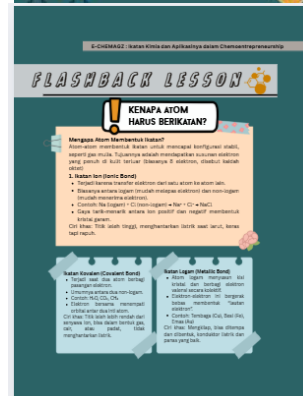 E-CHEMAGZ : Ikatan Kimia dan Aplikasinya dalam Chemoentrepreneurship
FLASHBACK LESSON
KENAPA ATOM
HARUS BERIKATAN?
Mengapa Atom Membentuk Ikatan?
Atom-atom membentuk ikatan untuk mencapai konfigurasi stabil,
seperti gas mulia. Tujuannya adalah mendapatkan susunan elektron
yang penuh di kulit terluar (biasanya 8 elektron, disebut kaidah
oktet)
1. Ikatan Ion (Ionic Bond)
• Terjadi karena transfer elektron dari satu atom ke atom lain.
• Biasanya antara logam (mudah melepas elektron) dan non-logam
(mudah menerima elektron).
• Contoh: Na (logam) + Cl (non-logam) → Na⁺ + Cl⁻ → NaCl.
• Gaya tarik-menarik antara ion positif dan negatif membentuk
kristal garam.
Ciri khas: Titik leleh tinggi, menghantarkan listrik saat larut, keras
tapi rapuh.
Ikatan Kovalen (Covalent Bond)
• Terjadi saat dua atom berbagi
pasangan elektron.
• Umumnya antara dua non-logam.
• Contoh: H₂O, CO₂, CH₄
• Elektron bersama menempati
orbital antar dua inti atom.
Ciri khas: Titik leleh lebih rendah dari
senyawa ion, bisa dalam bentuk gas,
cair, atau padat, tidak
menghantarkan listrik.
Ikatan Logam (Metallic Bond)
• Atom logam menyusun kisi
kristal dan berbagi elektron
valensi secara kolektif.
• Elektron-elektron ini bergerak
bebas membentuk "lautan
elektron".
• Contoh: Tembaga (Cu), Besi (Fe),
Emas (Au)
Ciri khas: Mengkilap, bisa ditempa
dan dibentuk, konduktor listrik dan
panas yang baik.